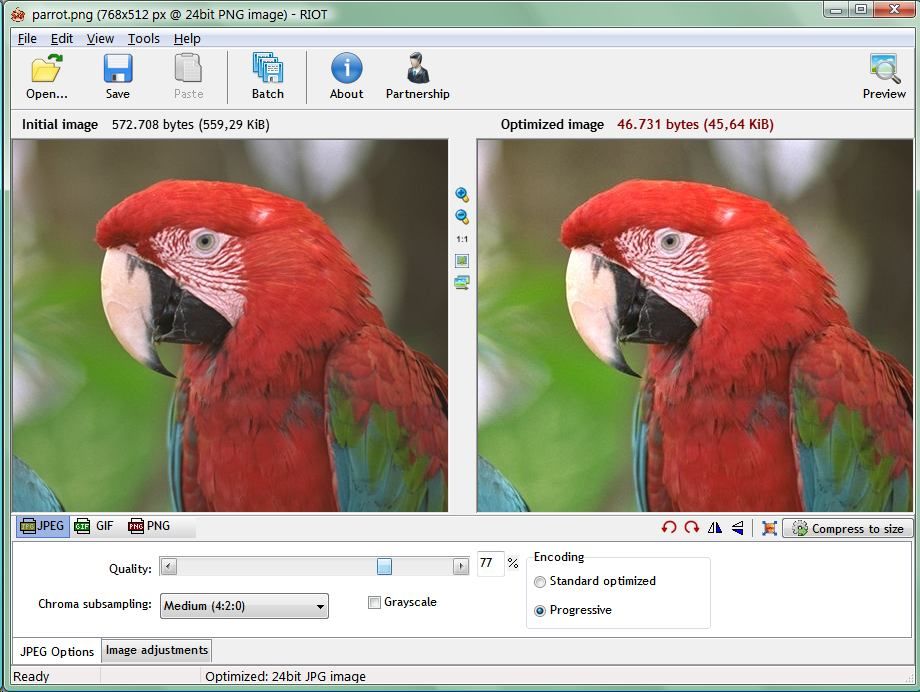 parrot.png (768x512 px @ 24bit PNG image) - RIOT
File Edit View Tools Help
Open... Save Paste Batch About Partnership Preview
Initial image 572.708 bytes (559,29 KiB) Optimized image 46.731 bytes (45,64 KiB)
1:1
JPG JPEG GIF GIF PNG PNG Compress to size
Quality: 77 % Encoding
Standard optimized
Chroma subsampling: Medium (4:2:0) Grayscale
Progressive
JPEG Options Image adjustments
Ready Optimized: 24bit JPG image